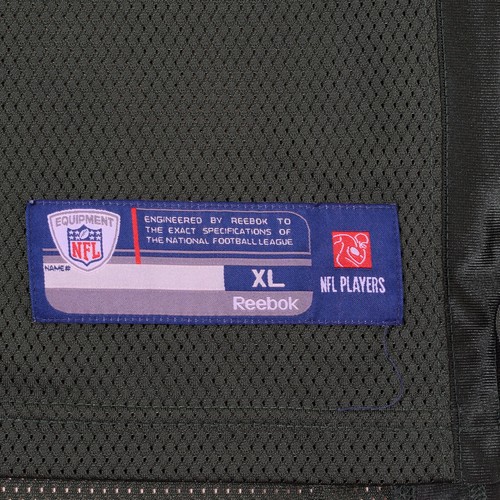 EQUIPMENT
NFL
NAME#
ENGINEERED BY REEBOK TO
THE EXACT SPECIFICATIONS OF
THE NATIONAL FOOTBALL LEAGUE
XL
Reebok
NFL PLAYERS